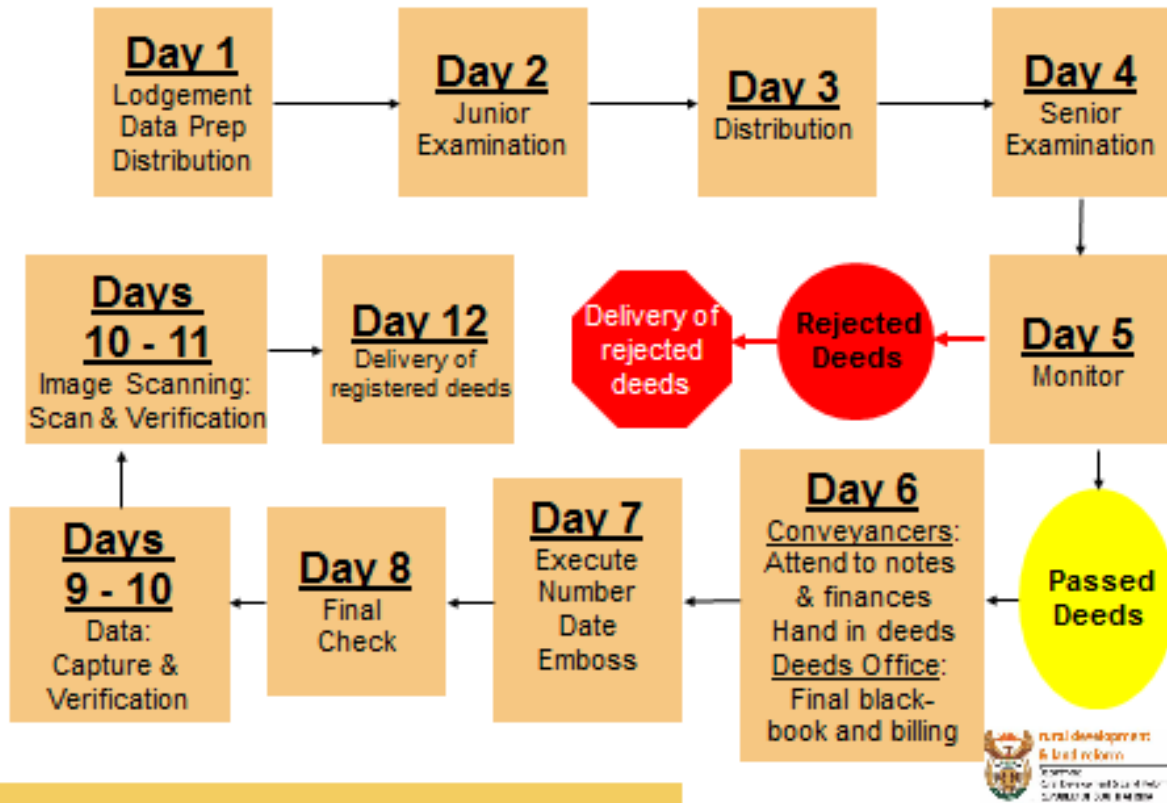 Day 1
Lodgement
Data Prep
Distribution
Day 2
Junior
Examination
Day 3
Distribution
Day 4
Senior
Examination
Day 5
Monitor
Rejected
Deeds
Delivery of
rejected
deeds
Passed
Deeds
Day 6
Conveyancers:
Attend to notes
& finances
Hand in deeds
Deeds Office:
Final black-
book and billing
Day 7
Execute
Number
Date
Emboss
Day 8
Final
Check
Days
9 - 10
Data:
Capture &
Verification
Days
10 - 11
Image Scanning:
Scan & Verification
Day 12
Delivery of
registered deeds
rural development
& land reform